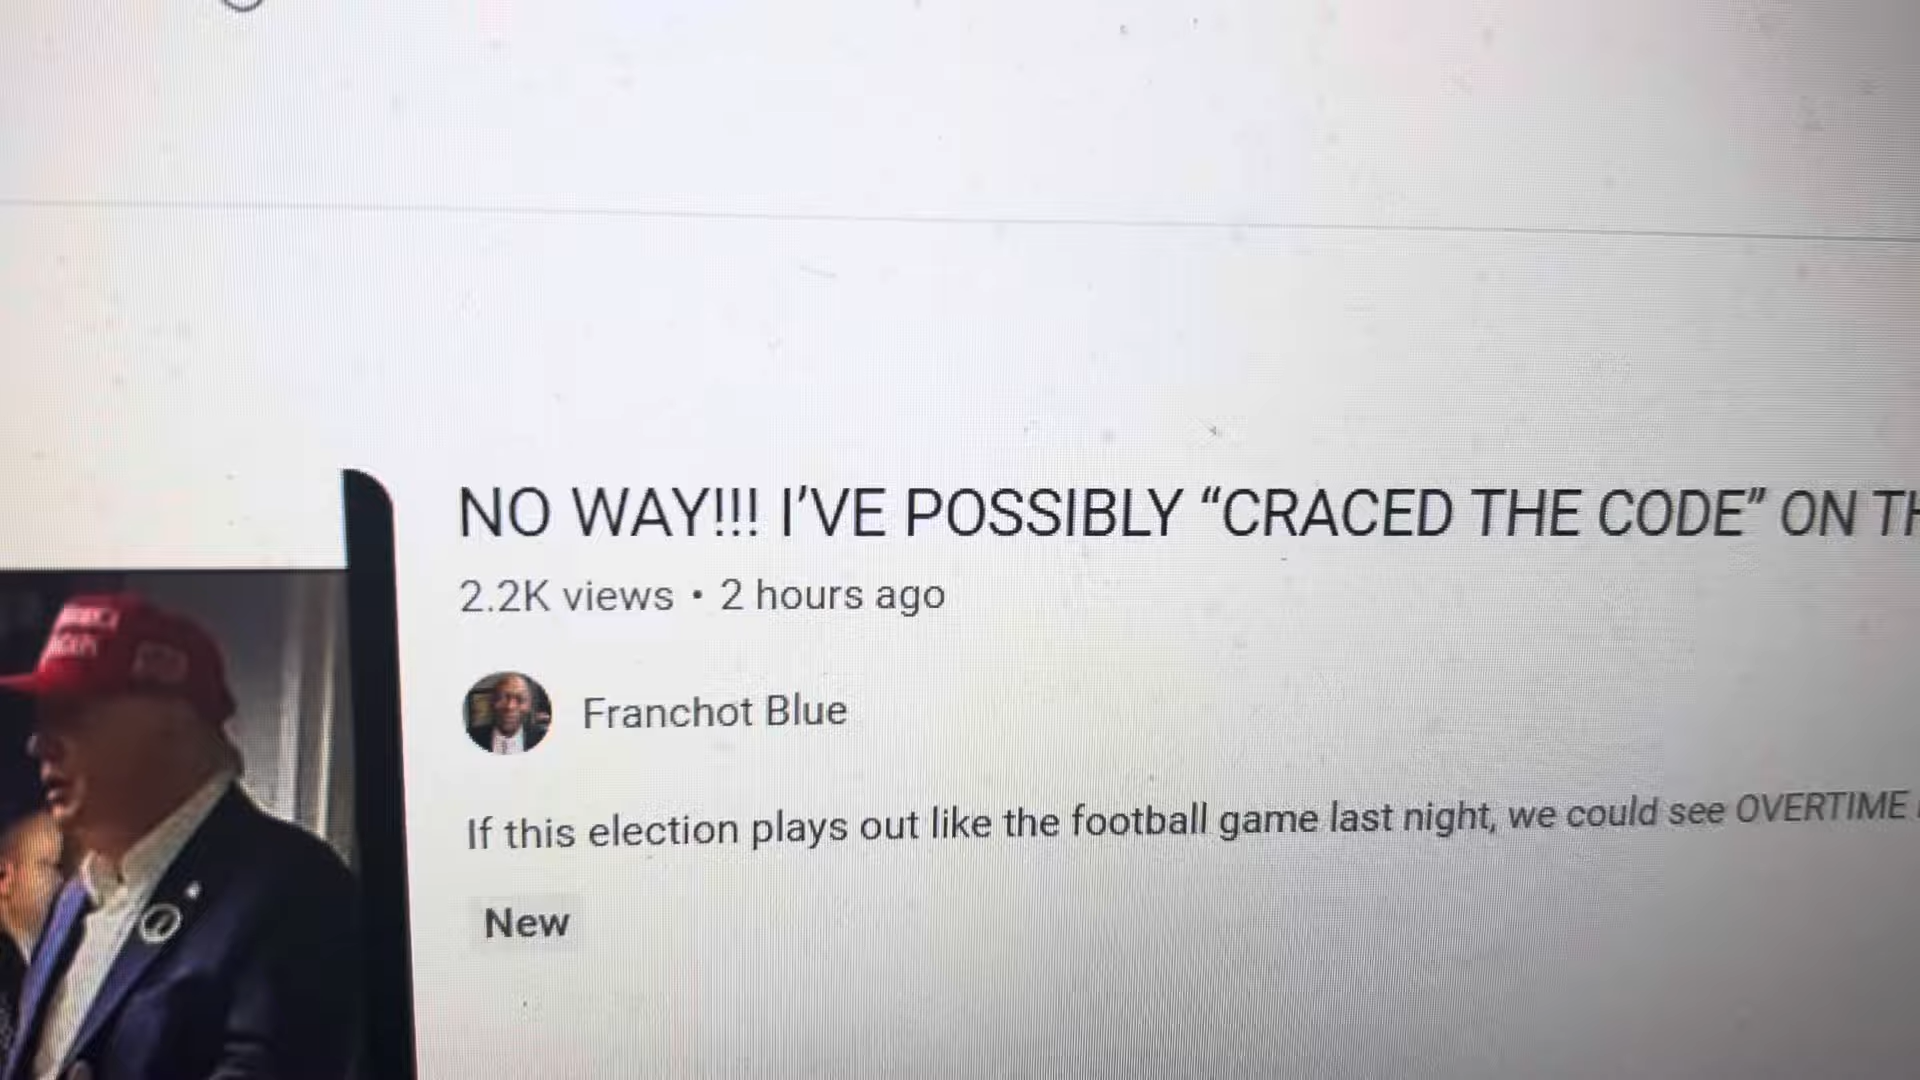 NO WAY!!! I’VE POSSIBLY “CRACED THE CODE” ON TH
2.2K views • 2 hours ago
Franchot Blue
If this election plays out like the football game last night, we could see OVERTIME
New